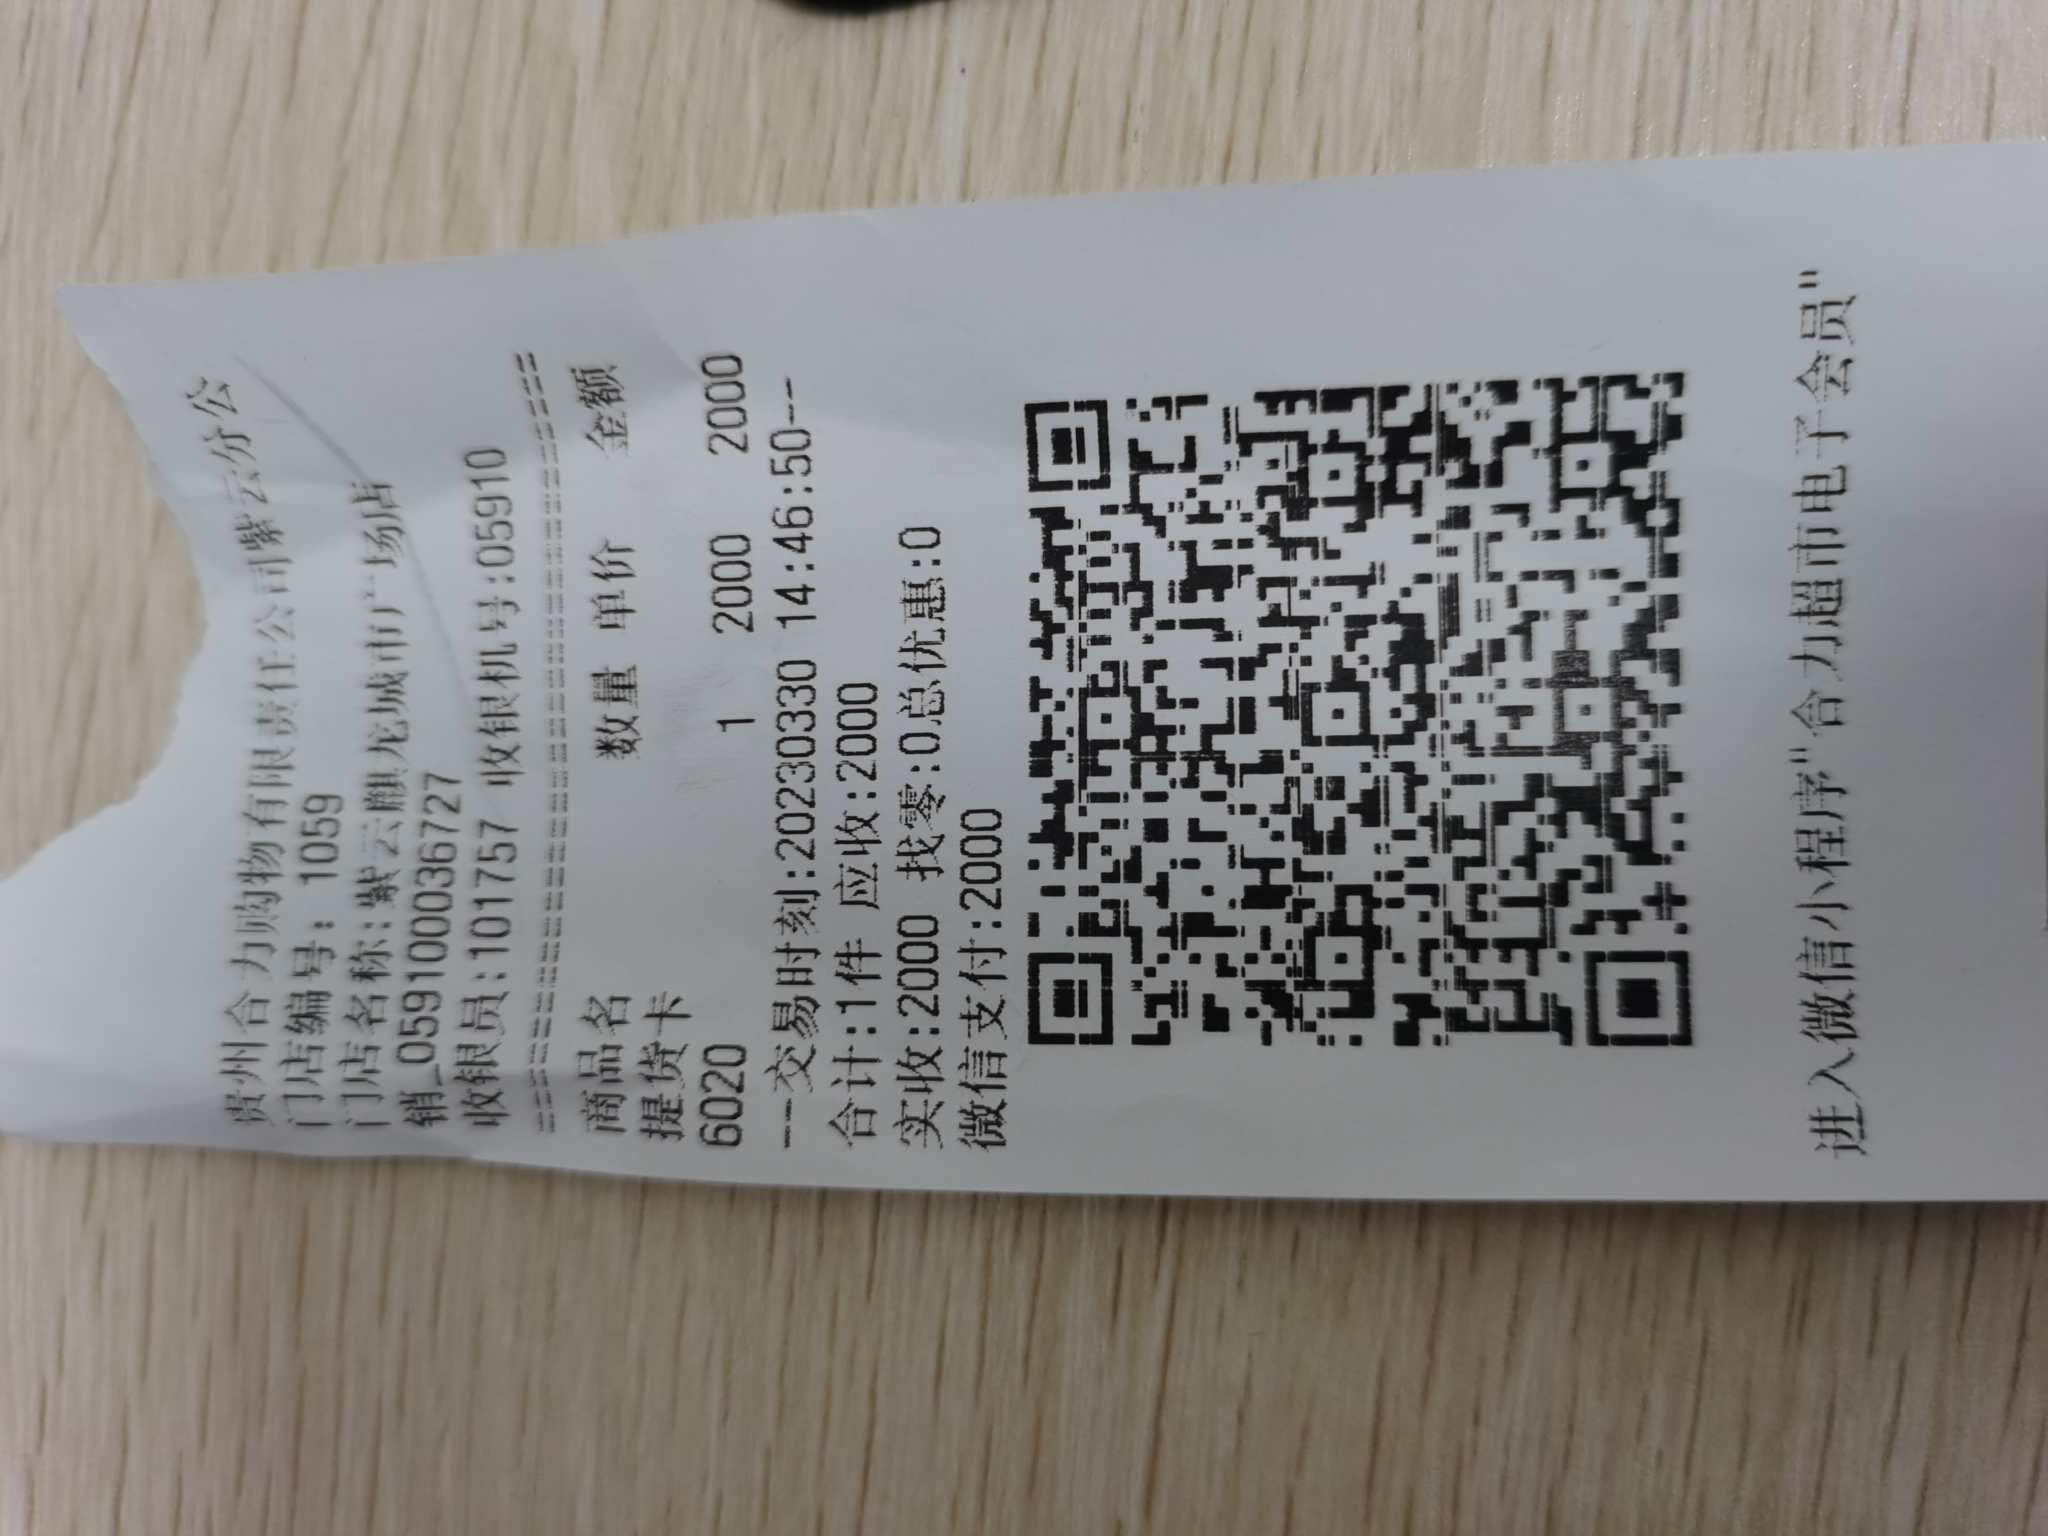 贵州合力购物有限责任公司紫云分公
门店编号: 1059
门店名称:紫云麒龙城市广场店
销_059100036727
收银员:101757 收银机号:05910
==========================================
商品名 数量 单价 金额
提货卡
6020 1 2000 2000
--交易时刻:20230330 14:46:50--
合计:1件 应收:2000
实收:2000 找零:0总优惠:0
微信支付:2000
进入微信小程序"合力超市电子会员"